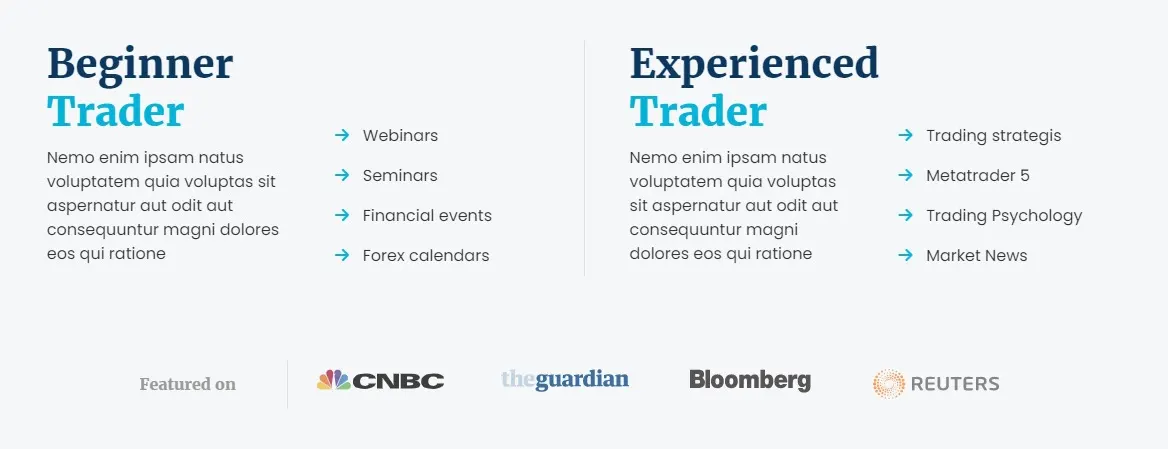 Beginner
Trader
Nemo enim ipsam natus
voluptatem quia voluptas sit
aspernatur aut odit aut
consequuntur magni dolores
eos qui ratione
Webinars
Seminars
Financial events
Forex calendars
Experienced
Trader
Nemo enim ipsam natus
voluptatem quia voluptas
sit aspernatur aut odit aut
consequuntur magni
dolores eos qui ratione
Trading strategis
Metatrader 5
Trading Psychology
Market News
Featured on
CNBC
theguardian
Bloomberg
REUTERS